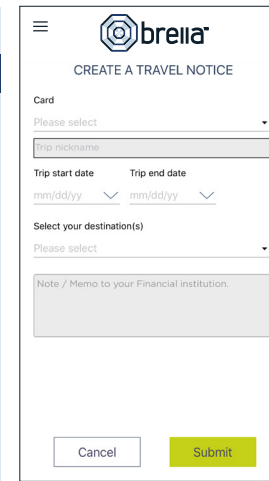 brella
CREATE A TRAVEL NOTICE
Card
Please select
Trip nickname
Trip start date Trip end date
mm/dd/yy mm/dd/yy
Select your destination(s)
Please select
Note / Memo to your Financial institution.
Cancel Submit